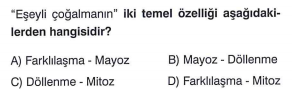 "Eşeyli çoğalmanın" iki temel özelliği aşağıdaki-
lerden hangisidir?
A) Farklılaşma - Mayoz
B) Mayoz - Döllenme
C) Döllenme - Mitoz
D) Farklılaşma - Mitoz